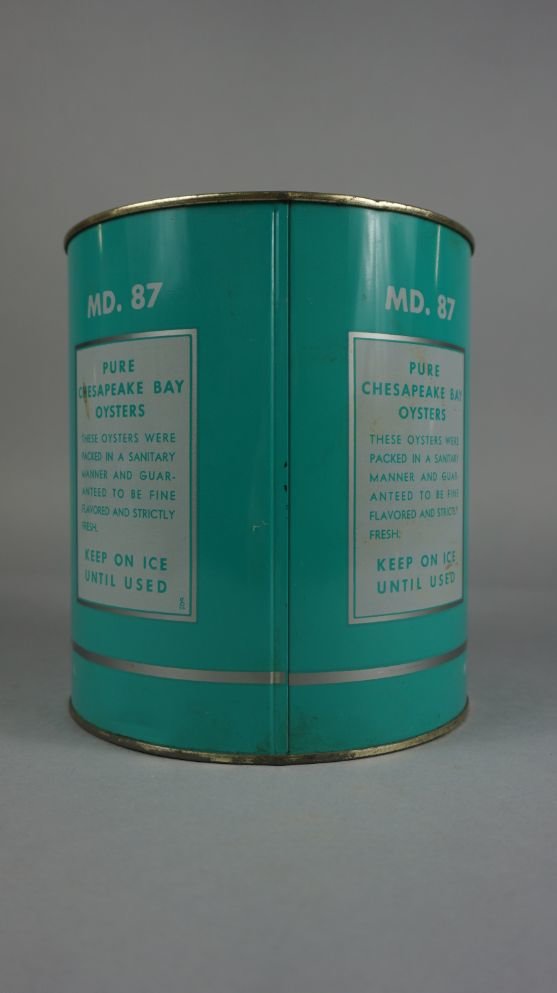 MD. 87
PURE
CHESAPEAKE BAY
OYSTERS
THESE OYSTERS WERE
PACKED IN A SANITARY
MANNER AND GUAR-
ANTEED TO BE FINE
FLAVORED AND STRICTLY
FRESH.
KEEP ON ICE
UNTIL USED
MD. 87
PURE
CHESAPEAKE BAY
OYSTERS
THESE OYSTERS WERE
PACKED IN A SANITARY
MANNER AND GUAR-
ANTEED TO BE FINE
FLAVORED AND STRICTLY
FRESH.
KEEP ON ICE
UNTIL USED